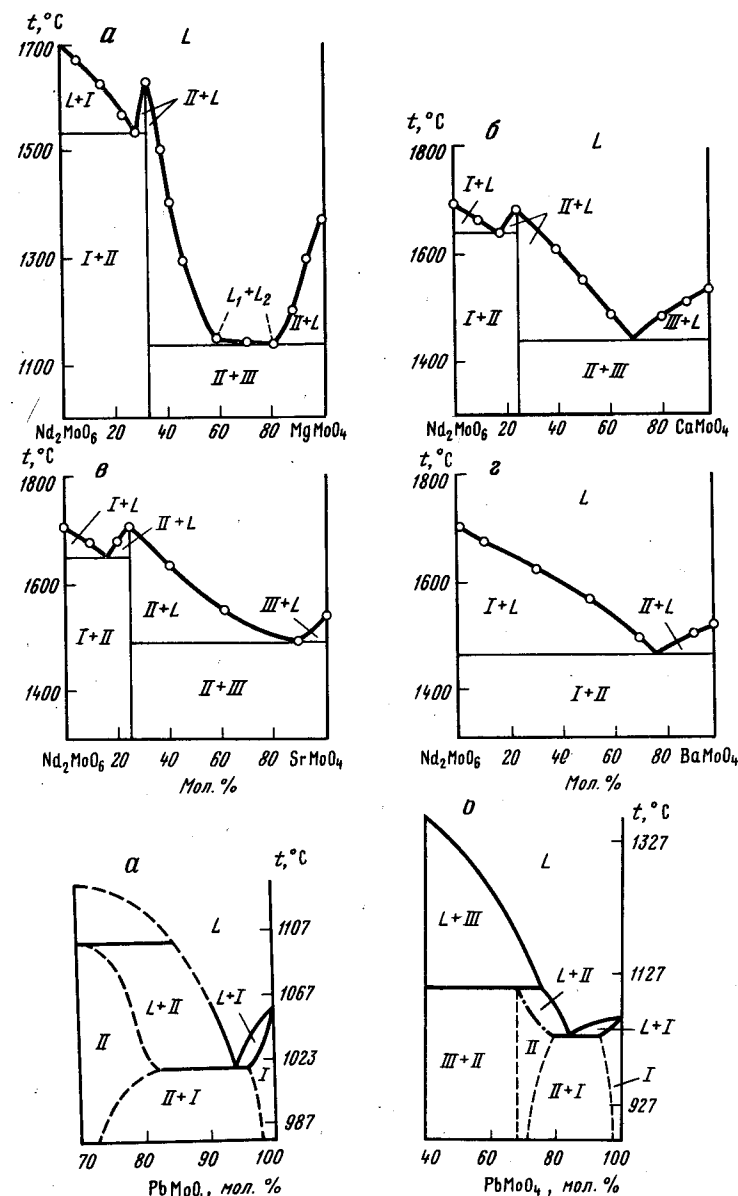 t,°C
а
L
1700
L+I
II+L
1500
I+II
1300
L₁+L₂
II+L
1100
II+III
Nd₂MoO₆ 20 40 60 80 MgMoO₄
t,°C
б
L
1800
I+L
II+L
1600
I+II
III+L
1400
II+III
Nd₂MoO₆ 20 40 60 80 CaMoO₄
t,°C
в
1800
I+L
II+L
1600
II+L
III+L
I+II
II+III
1400
Nd₂MoO₆ 20 40 60 80 SrMoO₄
Мол. %
г
L
1800
1600
I+L
II+L
1400
I+II
Nd₂MoO₆ 20 40 60 80 BaMoO₄
Мол. %
а
t,°C
L
1107
L+II
L+I
1067
II
1023
II+I
I
987
70 80 90 100
PbMoO, мол. %
t,°C
L
1327
L+III
1127
L+II
L+I
III+II
II
II+I
I
927
40 60 80 100
PbMoO₄, мол. %